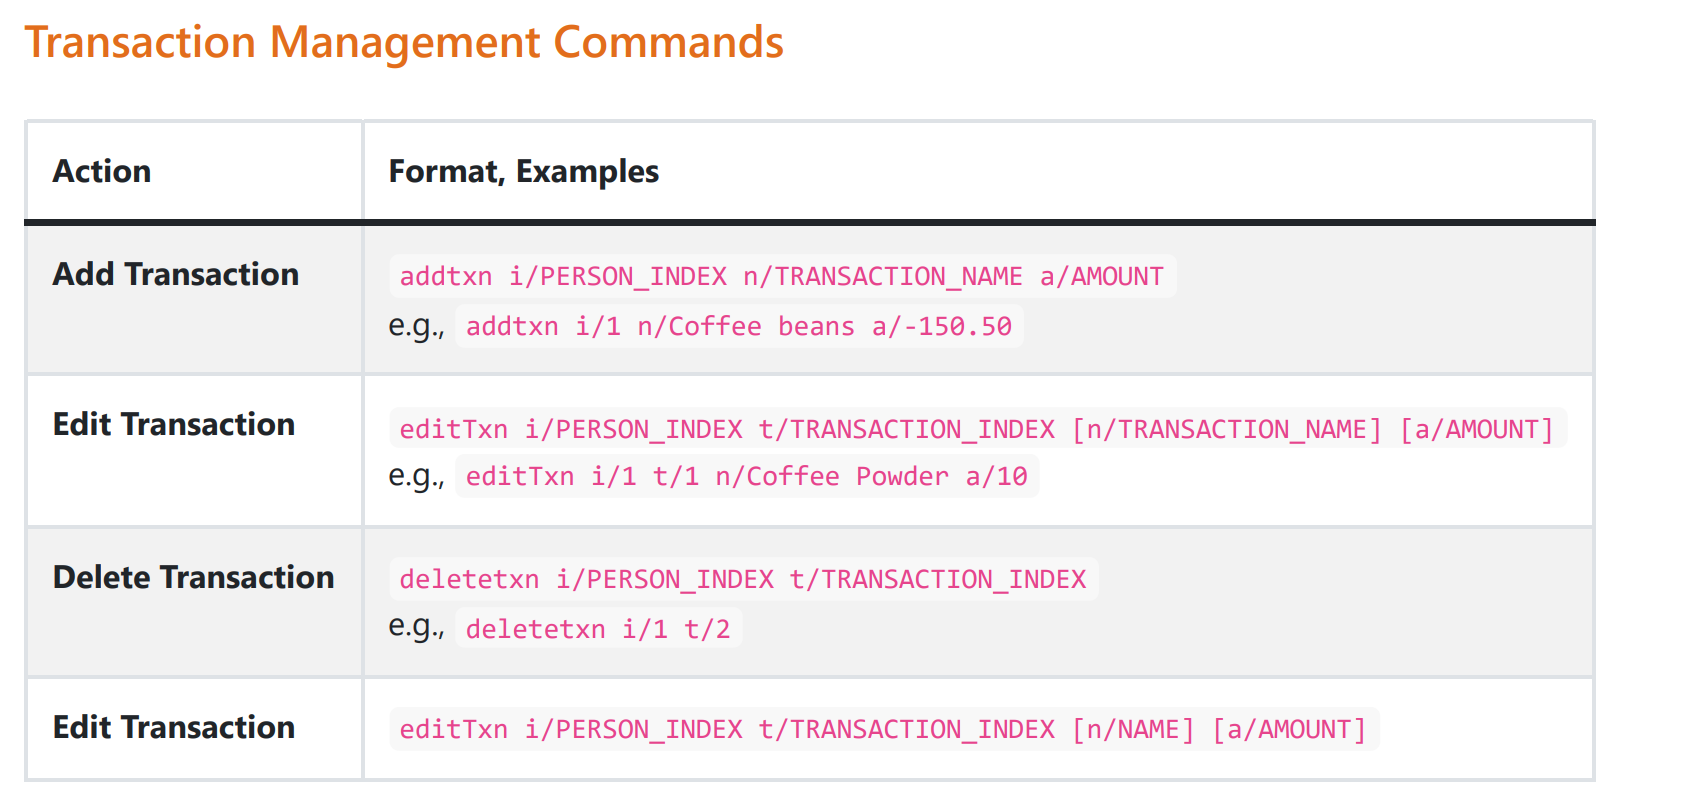 Transaction Management Commands
Action
Format, Examples
Add Transaction
addtxn i/PERSON_INDEX n/TRANSACTION_NAME a/AMOUNT
e.g., addtxn i/1 n/Coffee beans a/-150.50
Edit Transaction
editTxn i/PERSON_INDEX t/TRANSACTION_INDEX [n/TRANSACTION_NAME] [a/AMOUNT]
e.g., editTxn i/1 t/1 n/Coffee Powder a/10
Delete Transaction
deletetxn i/PERSON_INDEX t/TRANSACTION_INDEX
e.g., deletetxn i/1 t/2
Edit Transaction
editTxn i/PERSON_INDEX t/TRANSACTION_INDEX [n/NAME] [a/AMOUNT]